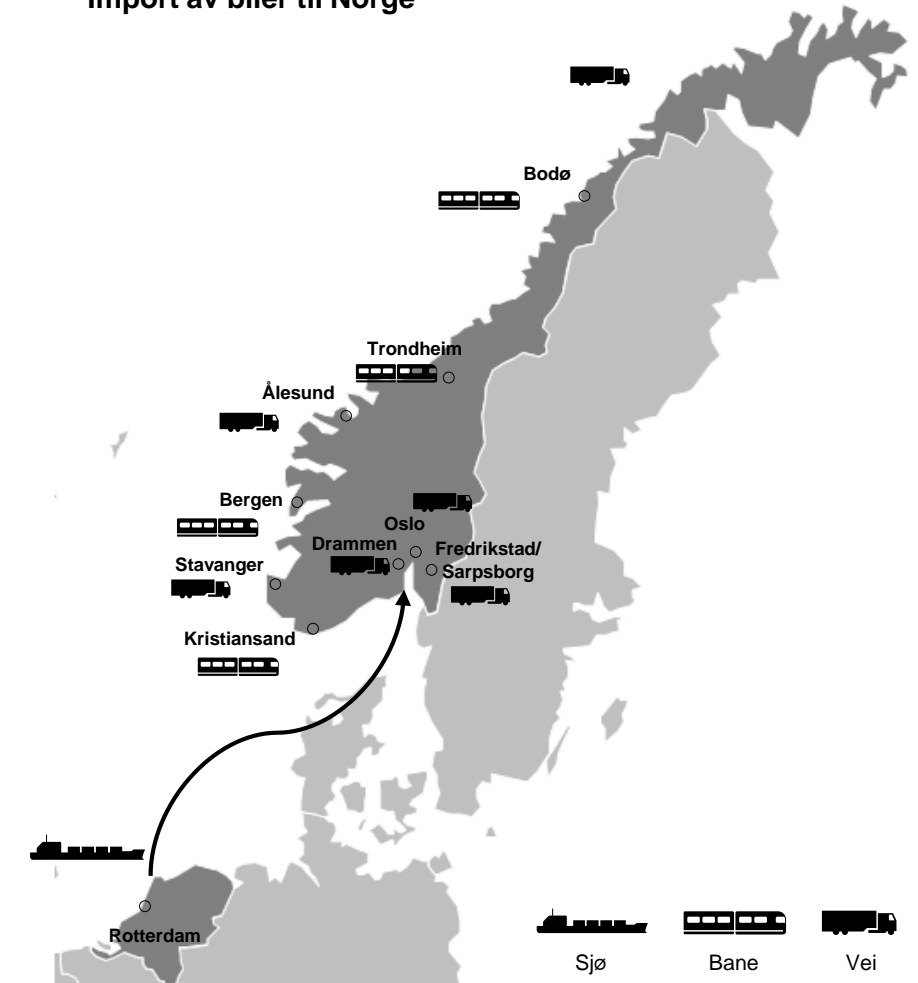 Import av biler til Norge
Bodø
Trondheim
Ålesund
Bergen
Oslo
Drammen
Fredrikstad/
Sarpsborg
Stavanger
Kristiansand
Rotterdam
Sjø
Bane
Vei